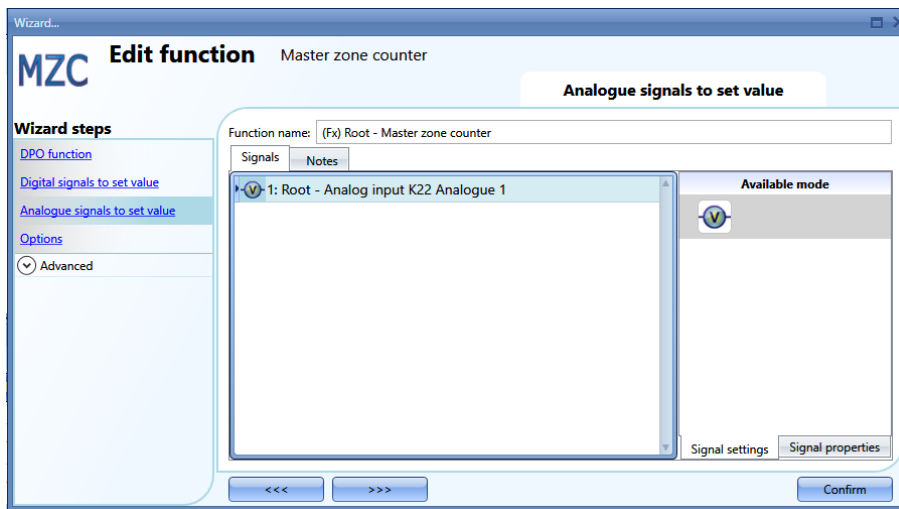 Wizard...
MZC Edit function Master zone counter
Analogue signals to set value
Wizard steps
DPO function
Digital signals to set value
Analogue signals to set value
Options
Advanced
Function name: (Fx) Root - Master zone counter
Signals Notes
V 1: Root - Analog input K22 Analogue 1
Available mode
V
Signal settings Signal properties
<<< >>> Confirm